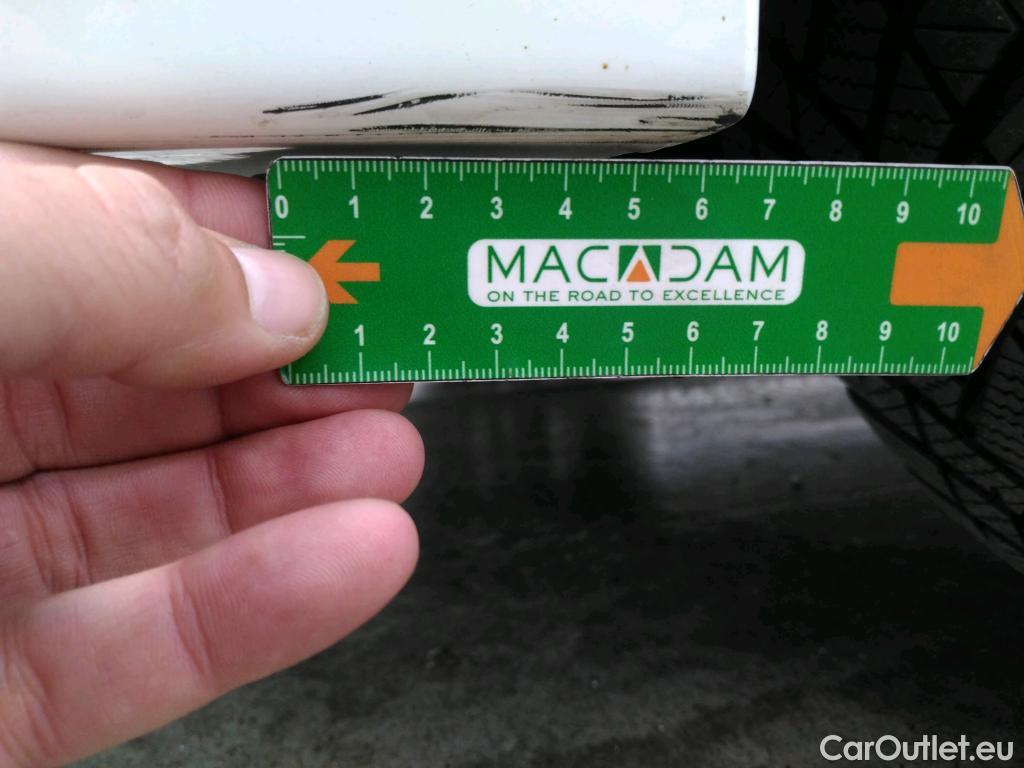 0 1 2 3 4 5 6 7 8 9 10
MACADAM
ON THE ROAD TO EXCELLENCE
1 2 3 4 5 6 7 8 9 10
CarOutlet.eu